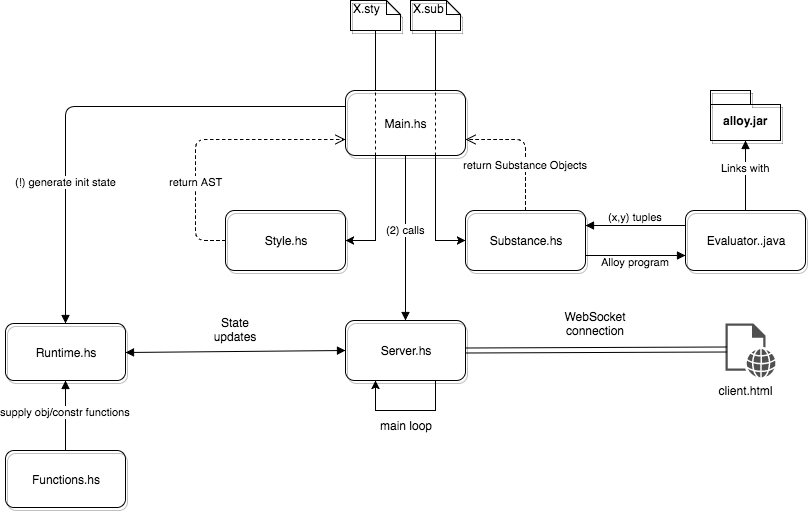 X.sty
X.sub
Main.hs
alloy.jar
(!) generate init state
return AST
return Substance Objects
Links with
Style.hs
(2) calls
Substance.hs
(x,y) tuples
Alloy program
Evaluator..java
State
updates
WebSocket
connection
Runtime.hs
Server.hs
client.html
supply obj/constr functions
main loop
Functions.hs